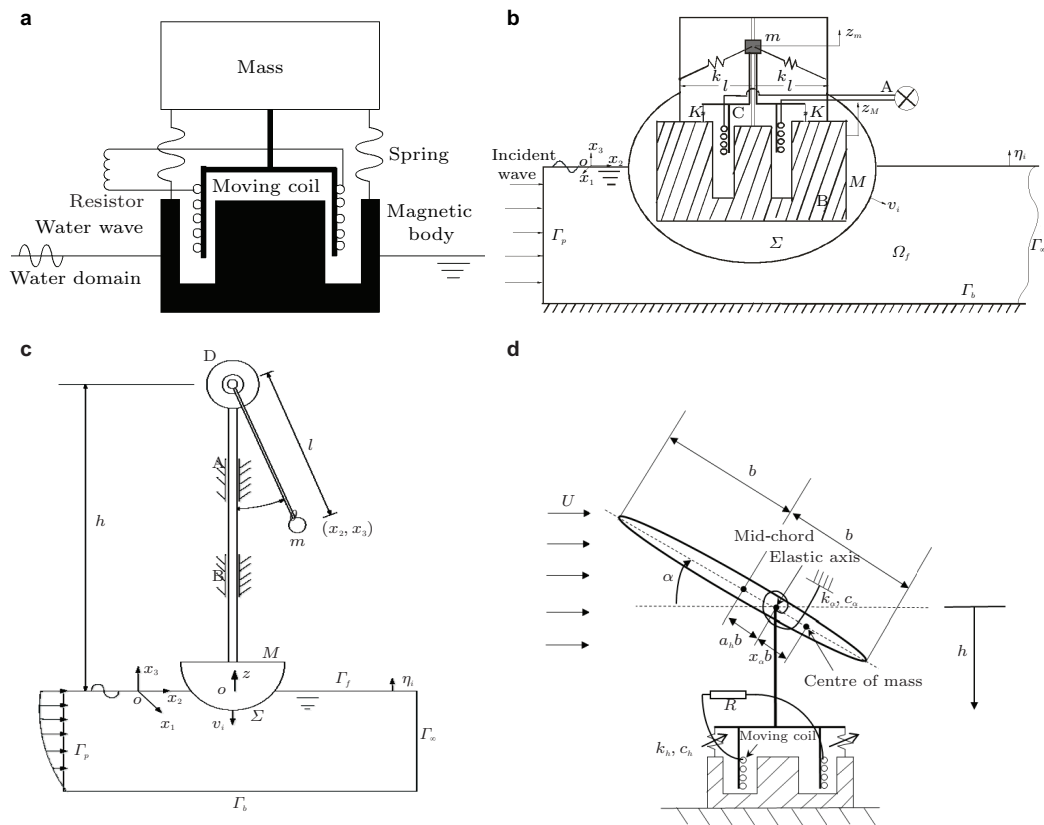 a
Mass
Spring
Moving coil
Resistor
Water wave
Magnetic
body
Water domain
b
m
z_m
k
k
l
l
A
K
C
K
z_M
Incident
wave
x_3
o
x_2
x_1
η_i
M
B
v_i
Γ_p
Σ
Ω_f
Γ_∞
Γ_b
c
D
l
A
h
θ
(x_2, x_3)
m
B
M
x_3
z
Γ_f
η_i
o
x_2
o
x_1
v_i
Σ
Γ_p
Γ_∞
Γ_b
d
b
U
b
Mid-chord
Elastic axis
α
k_α, c_α
a_h b
x_α b
h
Centre of mass
R
Moving coil
k_h, c_h